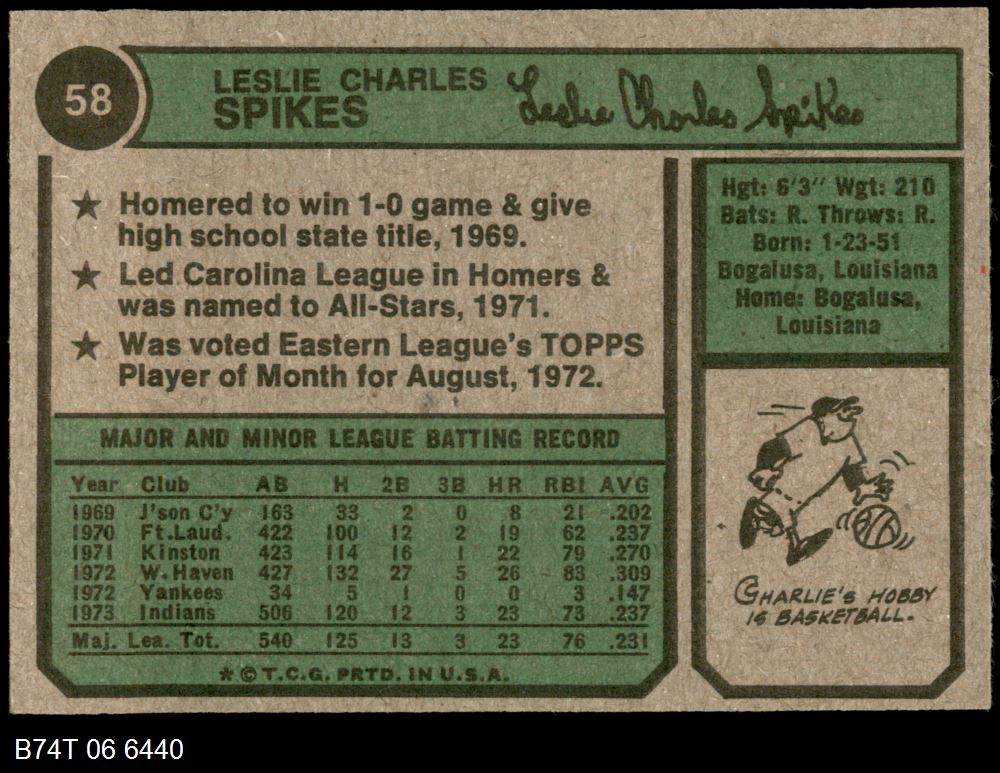 58
LESLIE CHARLES
SPIKES
Leslie Charles Spikes
★ Homered to win 1-0 game & give
high school state title, 1969.
★ Led Carolina League in Homers &
was named to All-Stars, 1971.
★ Was voted Eastern League's TOPPS
Player of Month for August, 1972.
Hgt: 6'3" Wgt: 210
Bats: R. Throws: R.
Born: 1-23-51
Bogalusa, Louisiana
Home: Bogalusa,
Louisiana
MAJOR AND MINOR LEAGUE BATTING RECORD
Year Club AB H 2B 3B HR RBI AVG
1969 J'son C'y 163 33 2 0 8 21 .202
1970 Ft.Laud. 422 100 12 2 19 62 .237
1971 Kinston 423 114 16 1 22 79 .270
1972 W. Haven 427 132 27 5 26 83 .309
1972 Yankees 34 5 1 0 0 3 .147
1973 Indians 506 120 12 3 23 73 .237
Maj. Lea. Tot. 540 125 13 3 23 76 .231
* © T.C.G. PRTD. IN U.S.A.
CHARLIE'S HOBBY
IS BASKETBALL.
B74T 06 6440